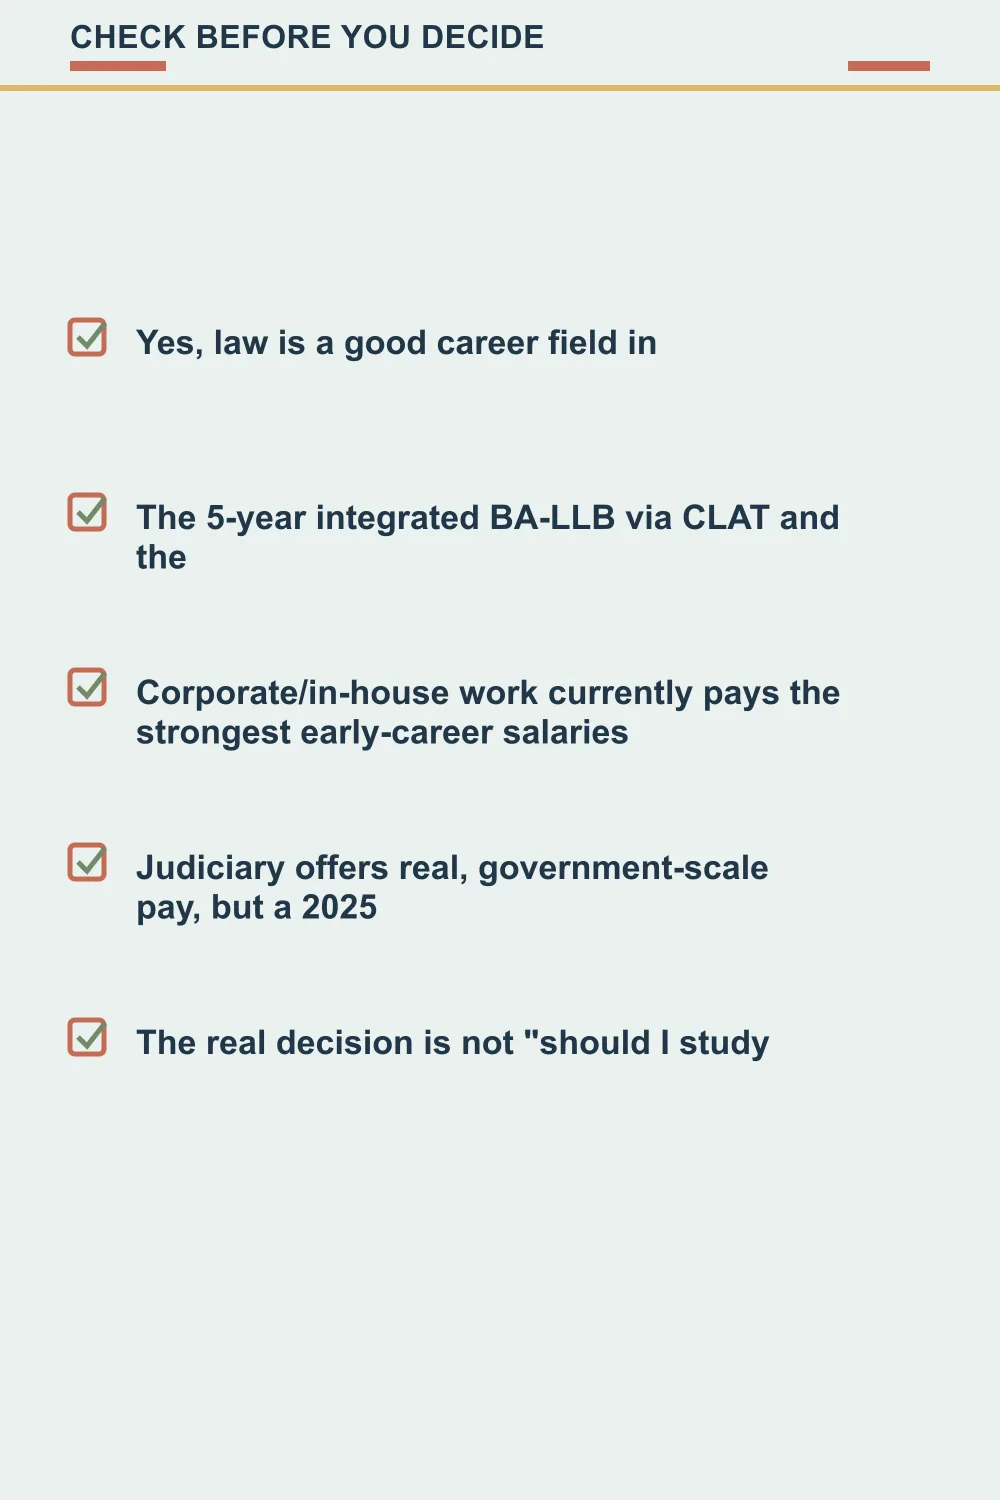 CHECK BEFORE YOU DECIDE
Yes, law is a good career field in
The 5-year integrated BA-LLB via CLAT and
the
Corporate/in-house work currently pays the
strongest early-career salaries
Judiciary offers real, government-scale
pay, but a 2025
The real decision is not "should I study